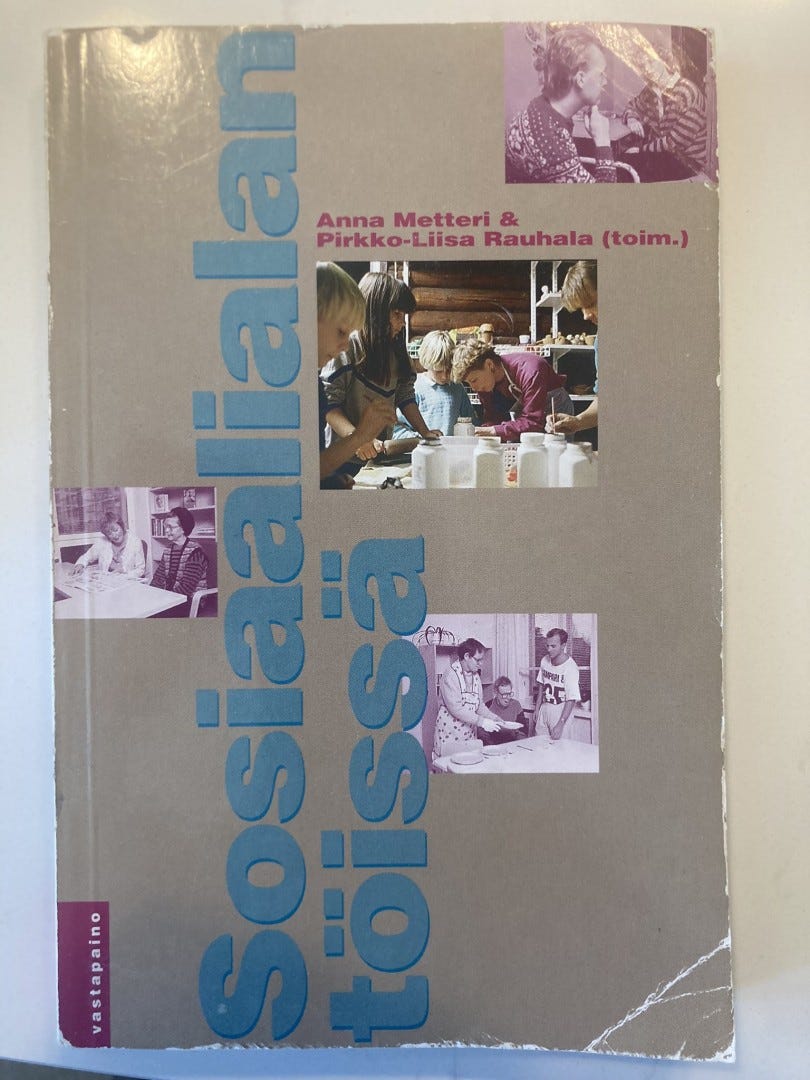 Anna Metteri &
Pirkko-Liisa Rauhala (toim.)
Sosiaalialan
töissä
vastapaino